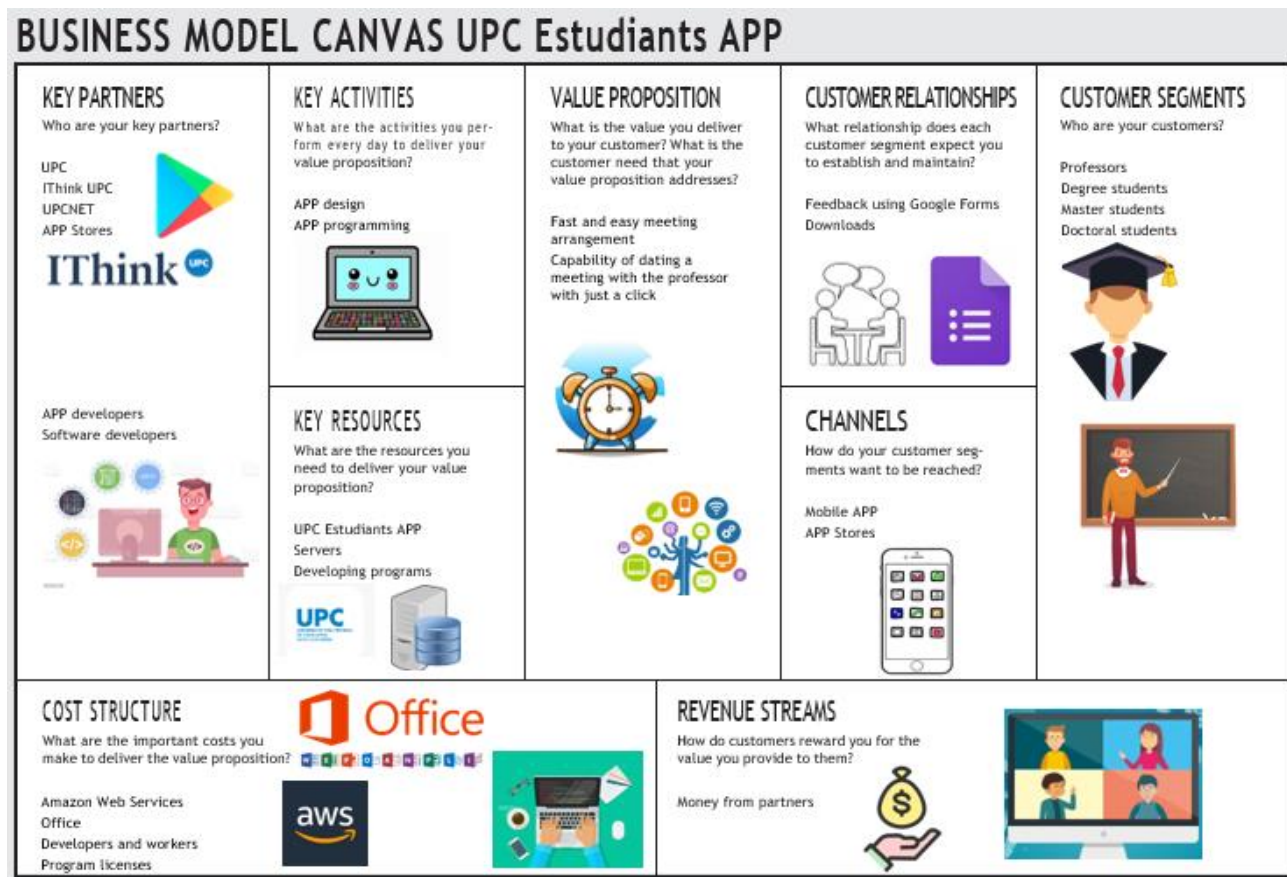 BUSINESS MODEL CANVAS UPC Estudiants APP
KEY PARTNERS
Who are your key partners?
UPC
IThink UPC
UPCNET
APP Stores
IThink UPC
APP developers
Software developers
KEY ACTIVITIES
What are the activities you per-
form every day to deliver your
value proposition?
APP design
APP programming
KEY RESOURCES
What are the resources you
need to deliver your value
proposition?
UPC Estudiants APP
Servers
Developing programs
UPC
VALUE PROPOSITION
What is the value you deliver
to your customer? What is the
customer need that your
value proposition addresses?
Fast and easy meeting
arrangement
Capability of dating a
meeting with the professor
with just a click
CUSTOMER RELATIONSHIPS
What relationship does each
customer segment expect you
to establish and maintain?
Feedback using Google Forms
Downloads
CHANNELS
How do your customer seg-
ments want to be reached?
Mobile APP
APP Stores
CUSTOMER SEGMENTS
Who are your customers?
Professors
Degree students
Master students
Doctoral students
COST STRUCTURE
What are the important costs you
make to deliver the value proposition?
Amazon Web Services
Office
Developers and workers
Program licenses
Office
aws
REVENUE STREAMS
How do customers reward you for the
value you provide to them?
Money from partners
$